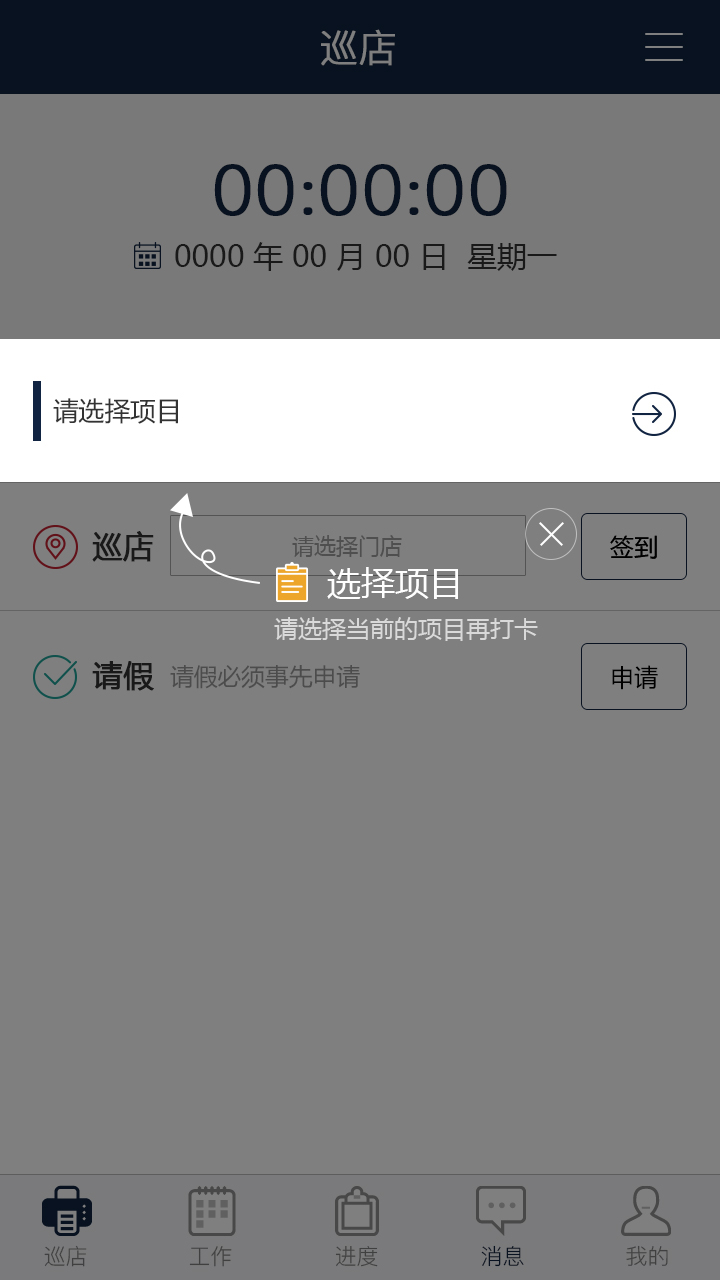 巡店
00:00:00
0000 年 00 月 00 日 星期一
请选择项目
巡店 请选择门店 签到
选择项目
请选择当前的项目再打卡
请假 请假必须事先申请 申请
巡店 工作 进度 消息 我的